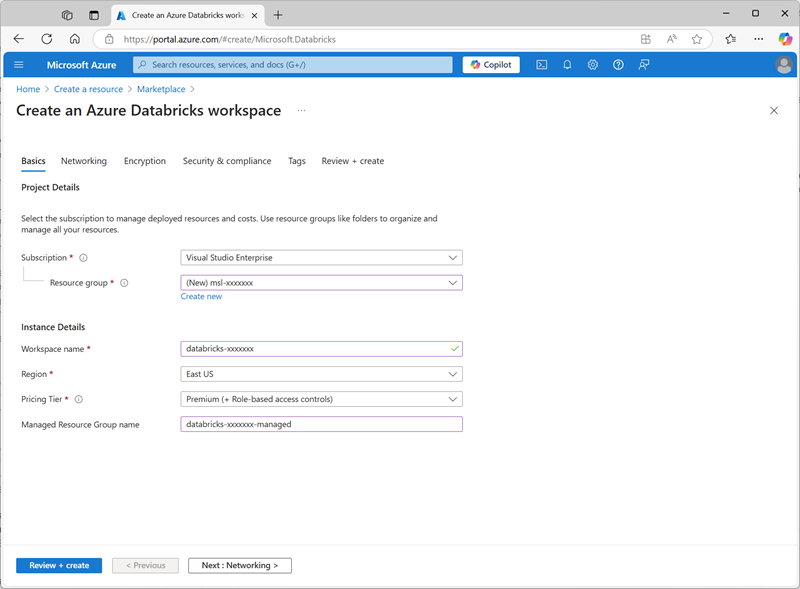 Create an Azure Databricks works
https://portal.azure.com/#create/Microsoft.Databricks
Microsoft Azure
Search resources, services, and docs (G+/)
Copilot
Home > Create a resource > Marketplace >
Create an Azure Databricks workspace ...
Basics Networking Encryption Security & compliance Tags Review + create
Project Details
Select the subscription to manage deployed resources and costs. Use resource groups like folders to organize and
manage all your resources.
Subscription * Visual Studio Enterprise
Resource group * (New) msl-xxxxxxx
Create new
Instance Details
Workspace name * databricks-xxxxxxx
Region * East US
Pricing Tier * Premium (+ Role-based access controls)
Managed Resource Group name databricks-xxxxxxx-managed
Review + create < Previous Next : Networking >